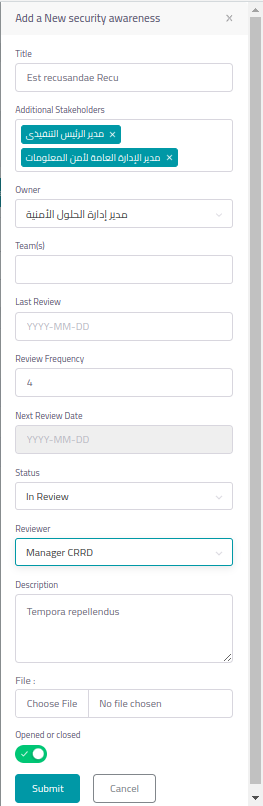 Add a New security awareness ×
Title
Est recusandae Recu
Additional Stakeholders
مدير الرئيس التنفيذى ×
مدير الإدارة العامة لأمن المعلومات ×
Owner
مدير إدارة الحلول الأمنية
Team(s)
Last Review
YYYY-MM-DD
Review Frequency
4
Next Review Date
YYYY-MM-DD
Status
In Review
Reviewer
Manager CRRD
Description
Tempora repellendus
File :
Choose File No file chosen
Opened or closed
Submit Cancel